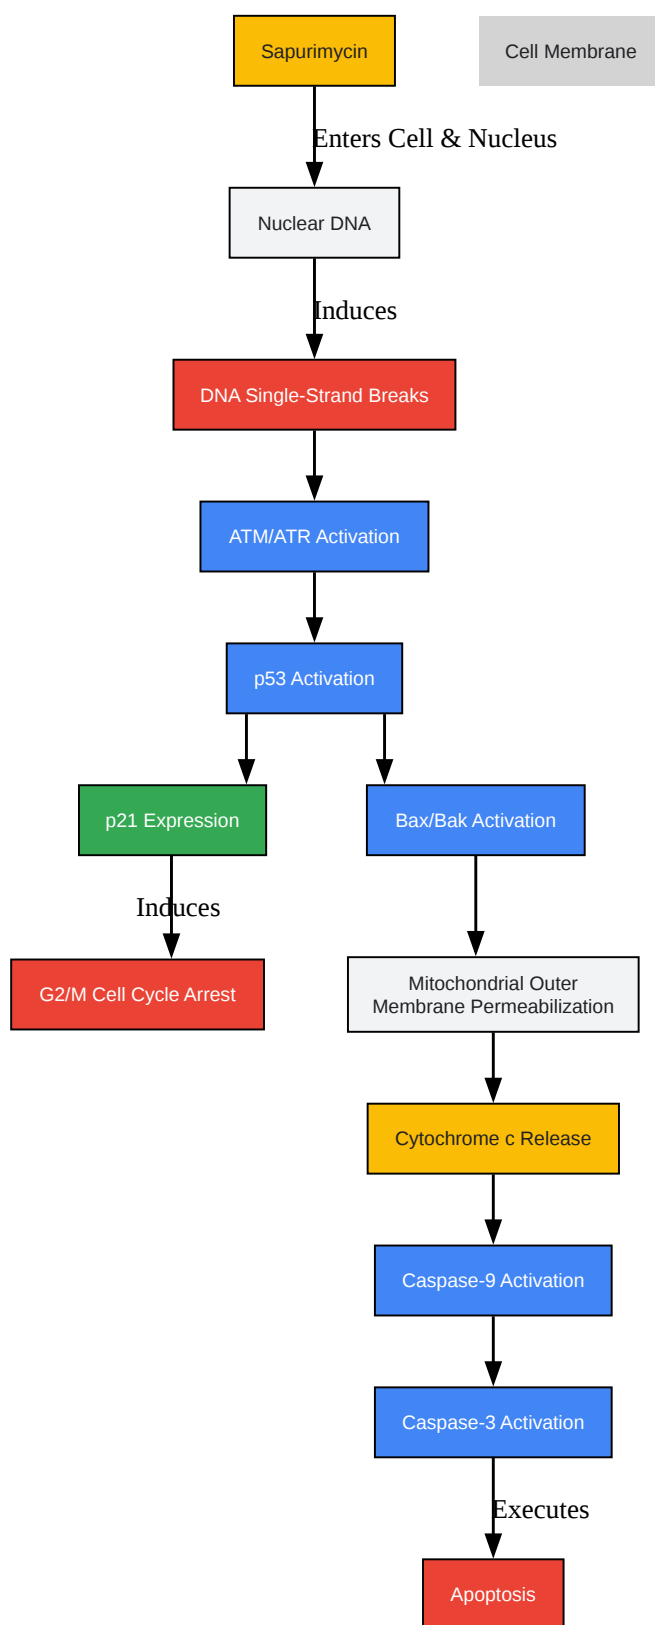 Sapurimycin
Cell Membrane
Enters Cell & Nucleus
Nuclear DNA
Induces
DNA Single-Strand Breaks
ATM/ATR Activation
p53 Activation
p21 Expression
Bax/Bak Activation
Induces
G2/M Cell Cycle Arrest
Mitochondrial Outer
Membrane Permeabilization
Cytochrome c Release
Caspase-9 Activation
Caspase-3 Activation
Executes
Apoptosis